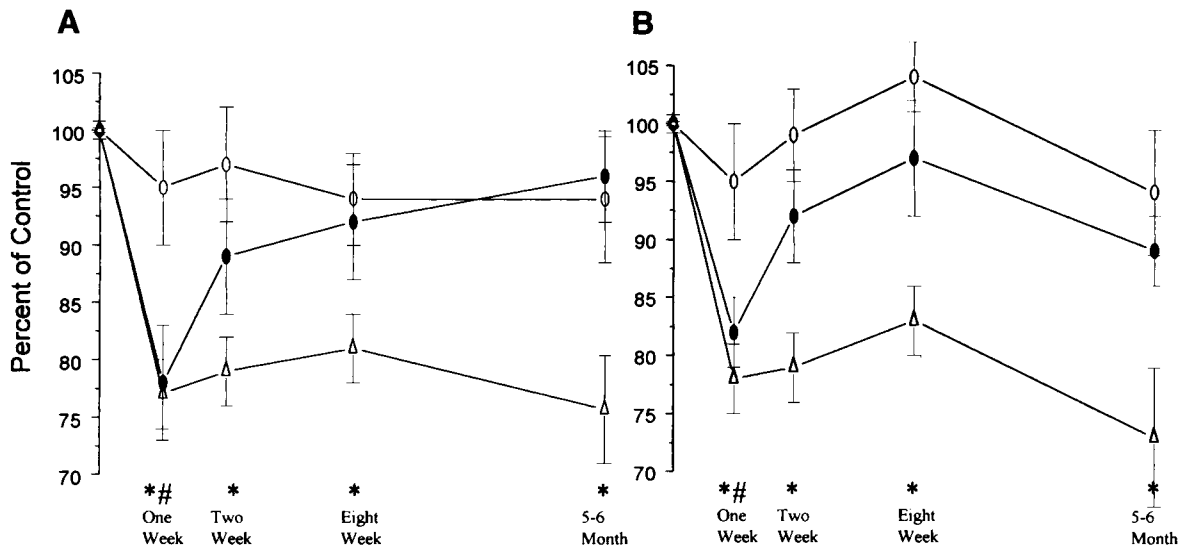 A
B
Percent of Control
105
100
95
90
85
80
75
70
*# * * *
One Week
Two Week
Eight Week
5-6 Month
105
100
95
90
85
80
75
70
*# * * *
One Week
Two Week
Eight Week
5-6 Month